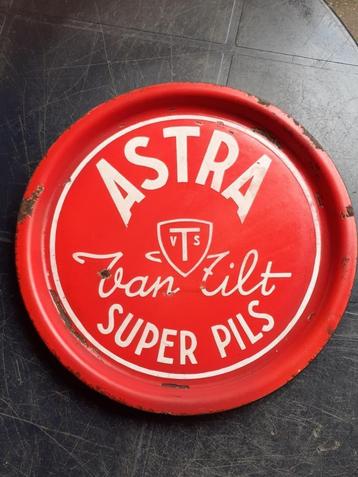 ASTRA
VTS
Van Tilt
SUPER PILS